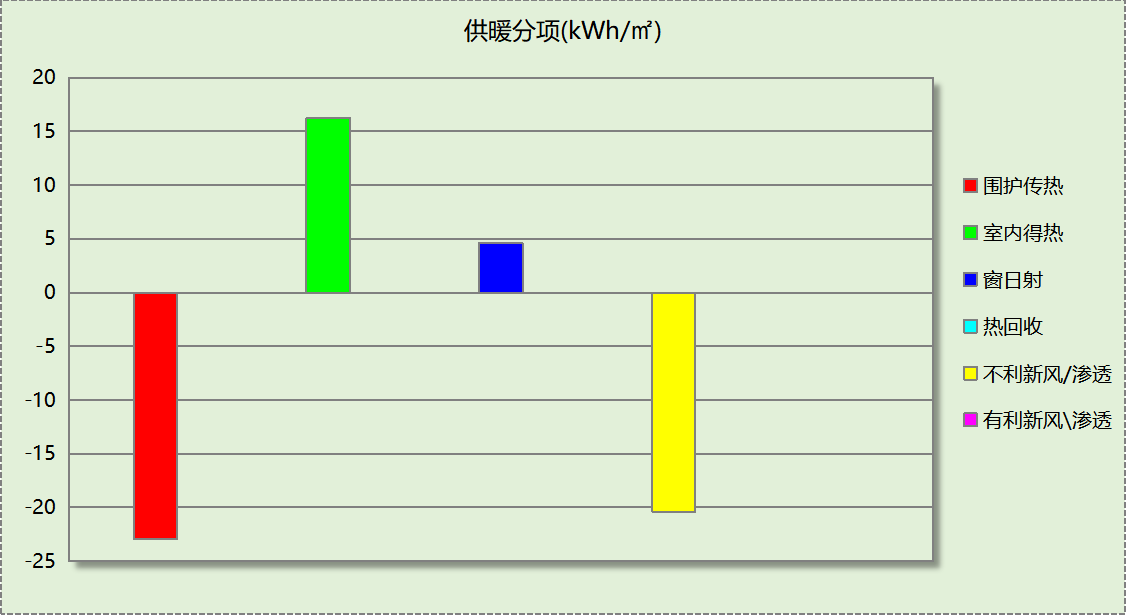 供暖分项(kWh/㎡)
20
15
10
5
0
-5
-10
-15
-20
-25
围护传热
室内得热
窗日射
热回收
不利新风/渗透
有利新风\渗透